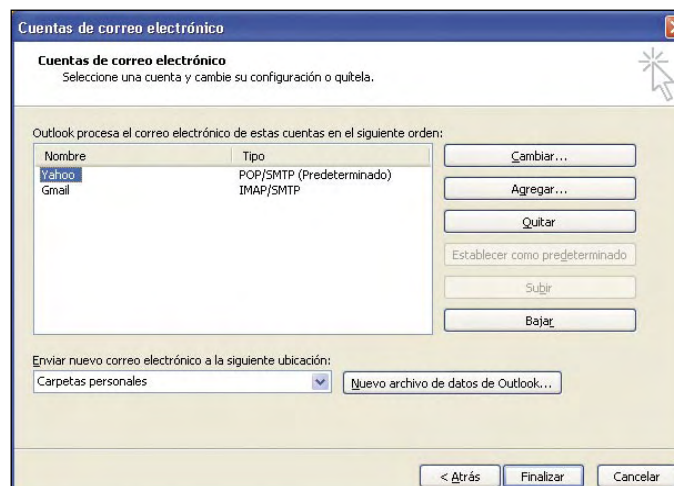 Cuentas de correo electrónico
Cuentas de correo electrónico
Seleccione una cuenta y cambie su configuración o quítela.
Outlook procesa el correo electrónico de estas cuentas en el siguiente orden:
Nombre Tipo
Yahoo POP/SMTP (Predeterminado)
Gmail IMAP/SMTP
Cambiar...
Agregar...
Quitar
Establecer como predeterminado
Subir
Bajar
Enviar nuevo correo electrónico a la siguiente ubicación:
Carpetas personales
Nuevo archivo de datos de Outlook...
< Atrás Finalizar Cancelar